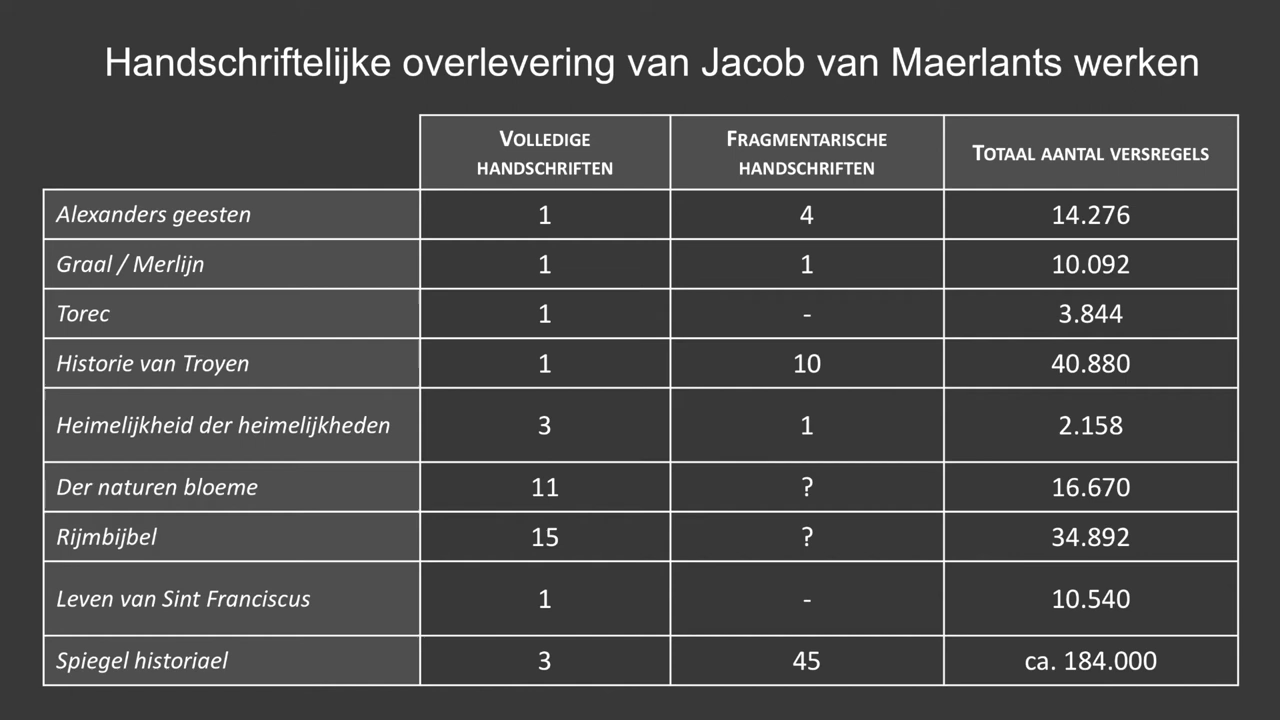 Handschriftelijke overlevering van Jacob van Maerlants werken
VOLLEDIGE HANDSCHRIFTEN FRAGMENTARISCHE HANDSCHRIFTEN TOTAAL AANTAL VERSREGELS
Alexanders geesten 1 4 14.276
Graal / Merlijn 1 1 10.092
Torec 1 - 3.844
Historie van Troyen 1 10 40.880
Heimelijkheid der heimelijkheden 3 1 2.158
Der naturen bloeme 11 ? 16.670
Rijmbijbel 15 ? 34.892
Leven van Sint Franciscus 1 - 10.540
Spiegel historiael 3 45 ca. 184.000